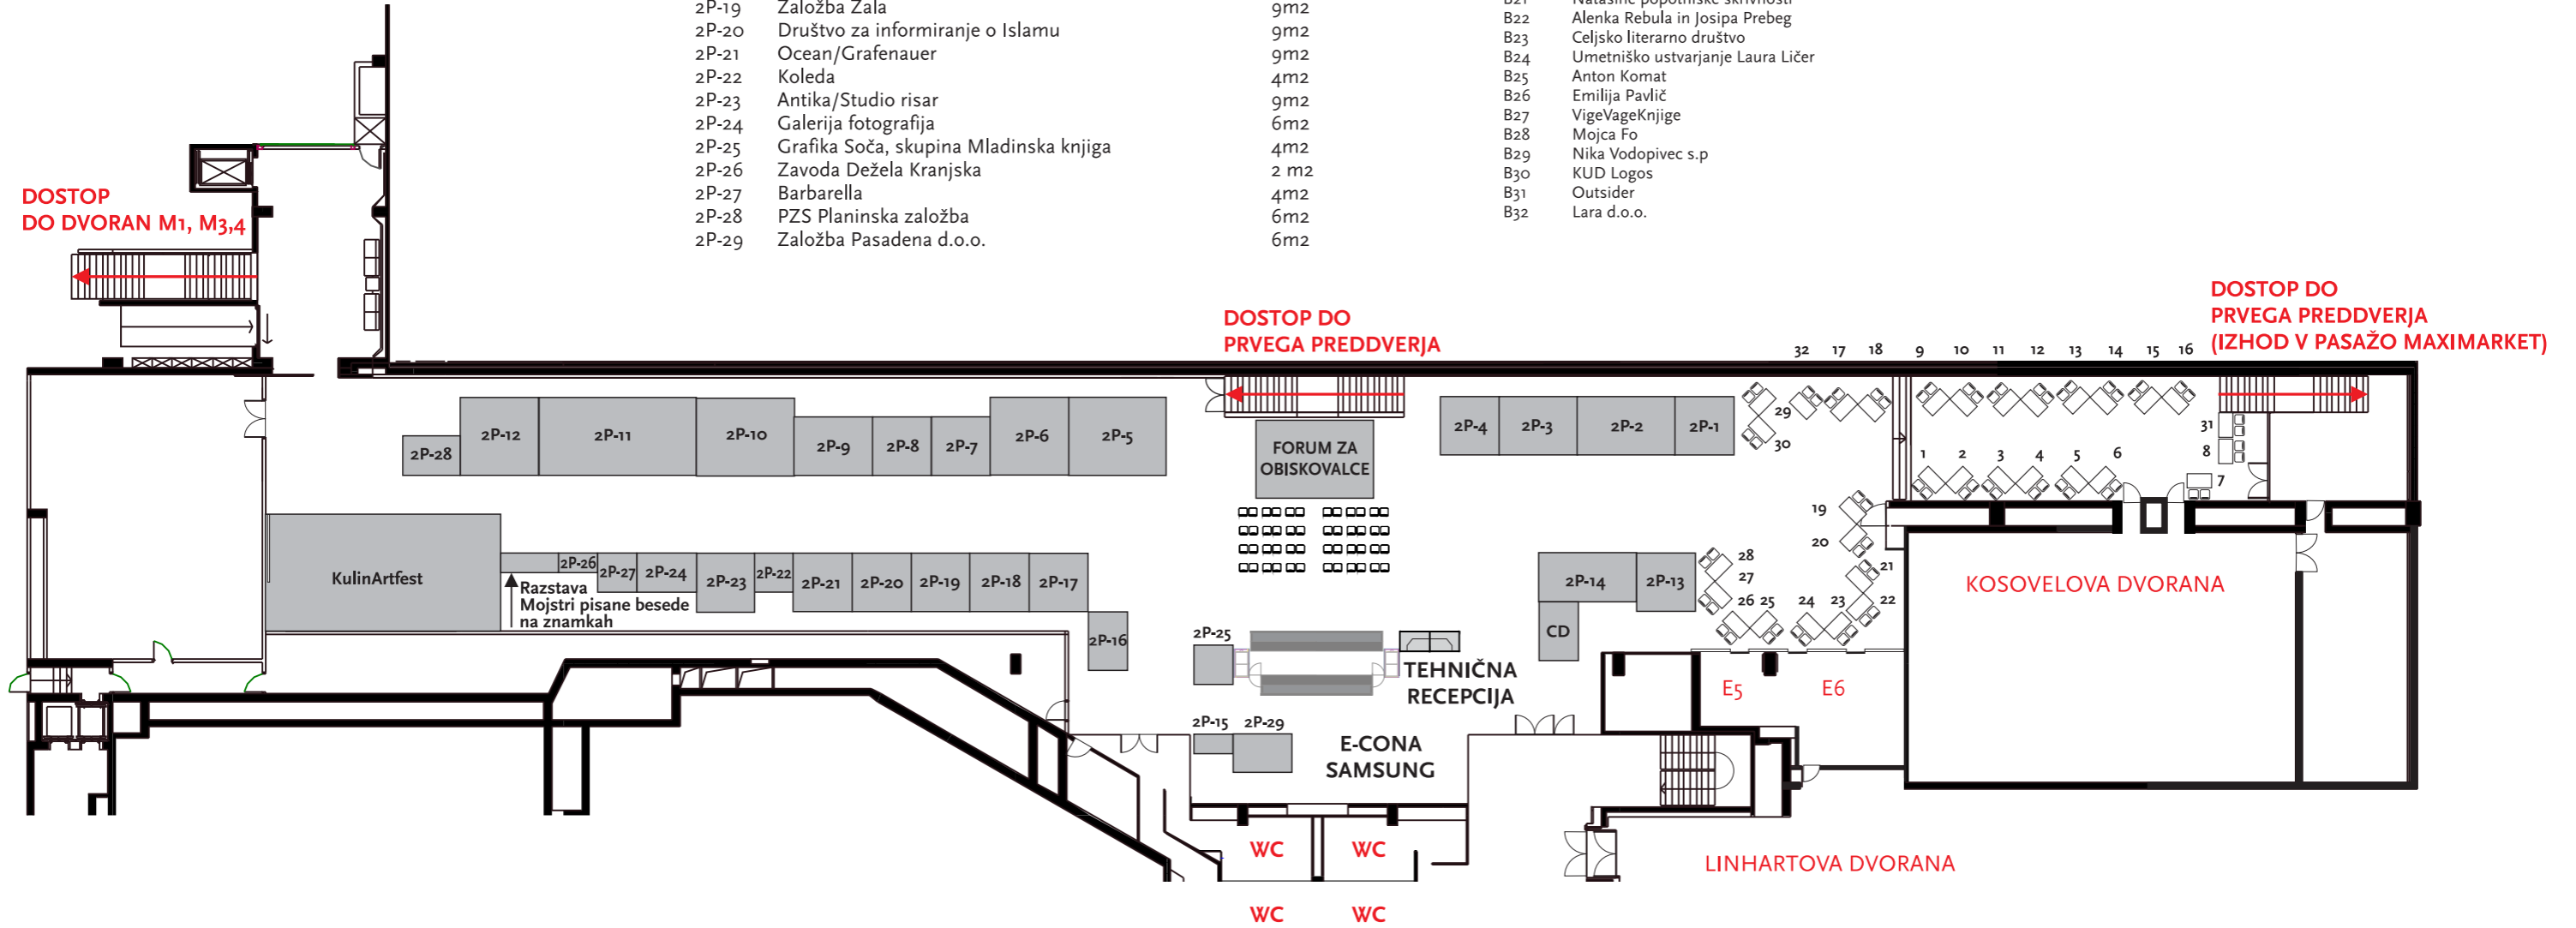 2P-19 Založba Zala 9m2
2P-20 Društvo za informiranje o Islamu 9m2
2P-21 Ocean/Grafenauer 9m2
2P-22 Koleda 4m2
2P-23 Antika/Studio risar 9m2
2P-24 Galerija fotografija 6m2
2P-25 Grafika Soča, skupina Mladinska knjiga 4m2
2P-26 Zavoda Dežela Kranjska 2 m2
2P-27 Barbarella 4m2
2P-28 PZS Planinska založba 6m2
2P-29 Založba Pasadena d.o.o. 6m2
B21 Natašine popotniške skrivnosti
B22 Alenka Rebula in Josipa Prebeg
B23 Celjsko literarno društvo
B24 Umetniško ustvarjanje Laura Ličer
B25 Anton Komat
B26 Emilija Pavlič
B27 VigeVageKnjige
B28 Mojca Fo
B29 Nika Vodopivec s.p
B30 KUD Logos
B31 Outsider
B32 Lara d.o.o.
DOSTOP
DO DVORAN M1, M3,4
DOSTOP DO
PRVEGA PREDDVERJA
DOSTOP DO
PRVEGA PREDDVERJA
(IZHOD V PASAŽO MAXIMARKET)
32 17 18 9 10 11 12 13 14 15 16
2P-28 2P-12 2P-11 2P-10 2P-9 2P-8 2P-7 2P-6 2P-5
FORUM ZA
OBISKOVALCE
2P-4 2P-3 2P-2 2P-1
29
30
31
8
7
1 2 3 4 5 6
19
20
21
22
28
27
26 25 24 23
KulinArtfest
2P-26 2P-27 2P-24 2P-23 2P-22 2P-21 2P-20 2P-19 2P-18 2P-17
Razstava
Mojstri pisane besede
na znamkah
2P-16
2P-14 2P-13
CD
KOSOVELOVA DVORANA
2P-25
TEHNIČNA
RECEPCIJA
E5 E6
2P-15 2P-29
E-CONA
SAMSUNG
WC WC
LINHARTOVA DVORANA
WC WC